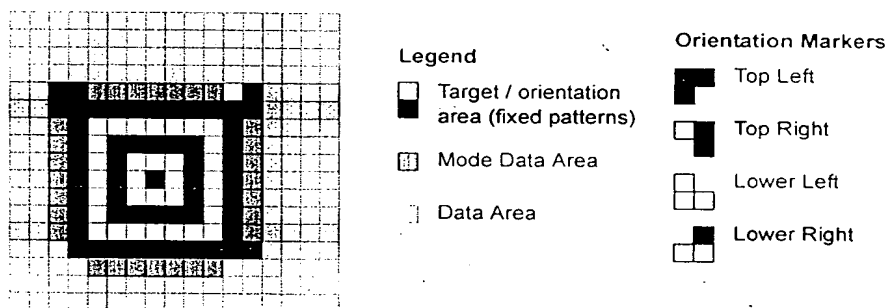 Legend
Target / orientation
area (fixed patterns)
Mode Data Area
Data Area
Orientation Markers
Top Left
Top Right
Lower Left
Lower Right